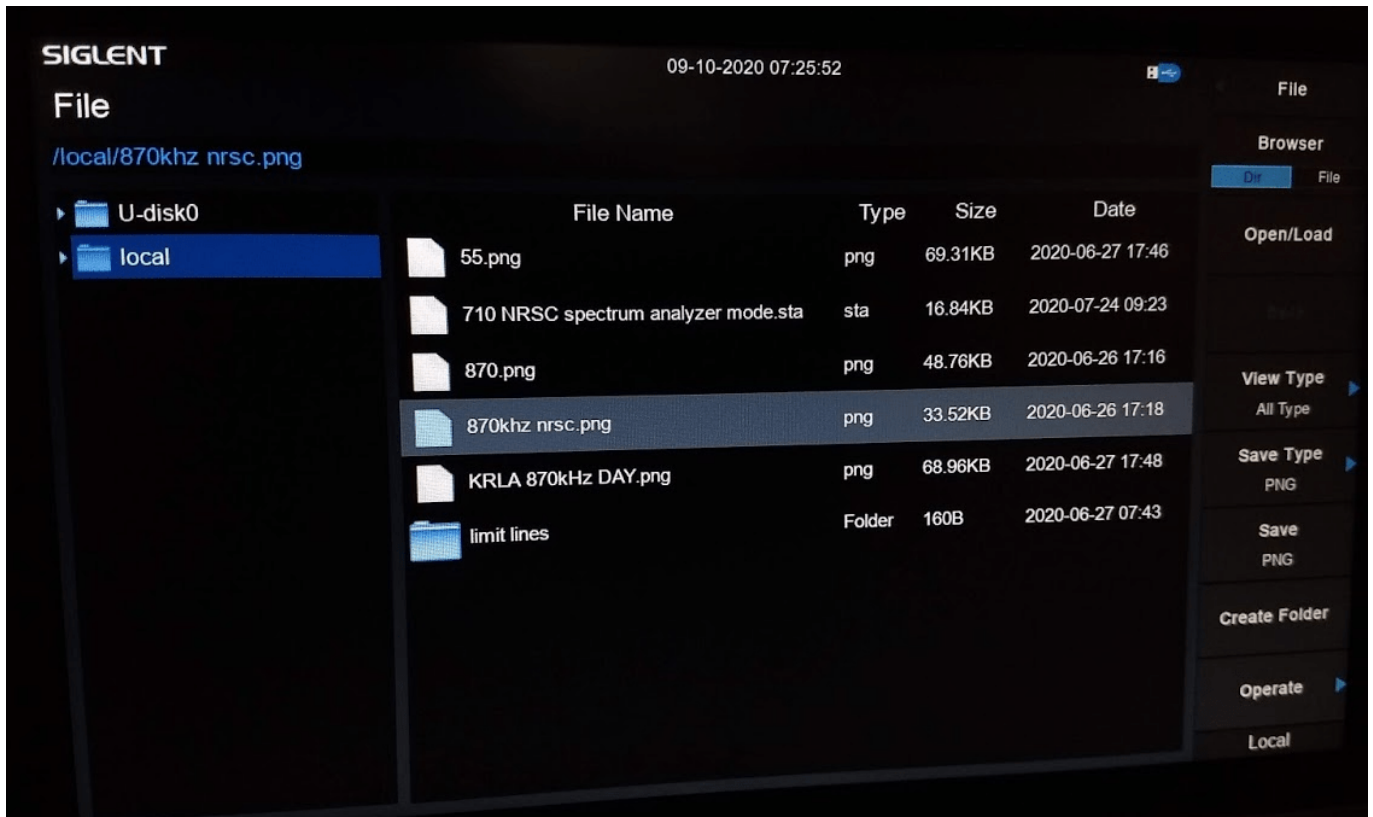 SIGLENT
09-10-2020 07:25:52
File
/local/870khz nrsc.png
U-disk0
local
File Name Type Size Date
55.png png 69.31KB 2020-06-27 17:46
710 NRSC spectrum analyzer mode.sta sta 16.84KB 2020-07-24 09:23
870.png png 48.76KB 2020-06-26 17:16
870khz nrsc.png png 33.52KB 2020-06-26 17:18
KRLA 870kHz DAY.png png 68.96KB 2020-06-27 17:48
limit lines Folder 160B 2020-06-27 07:43
File
Browser
Dir File
Open/Load
View Type
All Type
Save Type
PNG
Save
PNG
Create Folder
Operate
Local